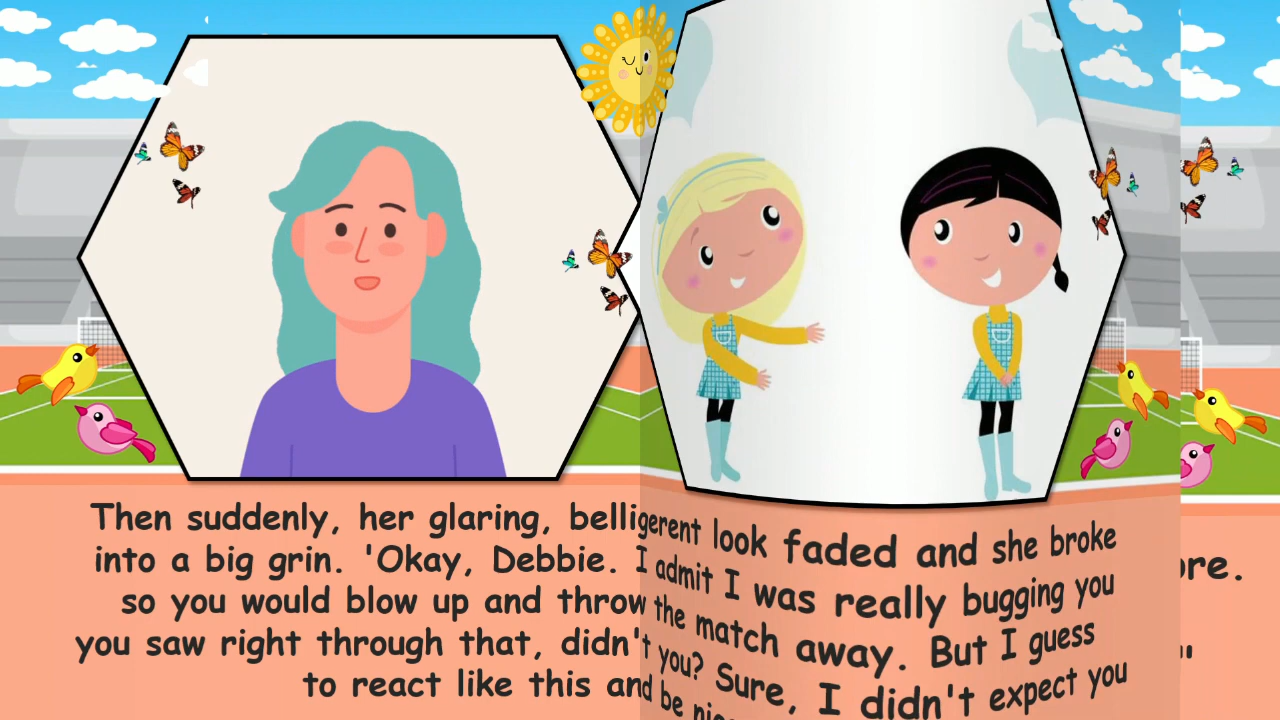 Then suddenly, her glaring, belligerent look faded and she broke
into a big grin. 'Okay, Debbie. I admit I was really bugging you
so you would blow up and throw the match away. But I guess
you saw right through that, didn't you? Sure, I didn't expect you
to react like this and be